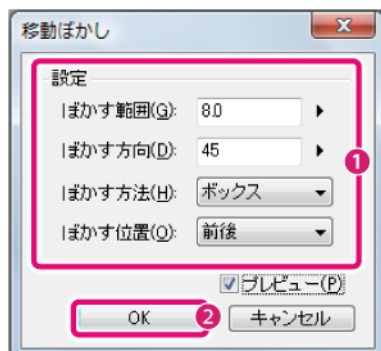 移動ぼかし
設定
ぼかす範囲(G): 8.0
ぼかす方向(D): 45
ぼかす方法(H): ボックス
ぼかす位置(O): 前後
1
プレビュー(P)
OK 2 キャンセル